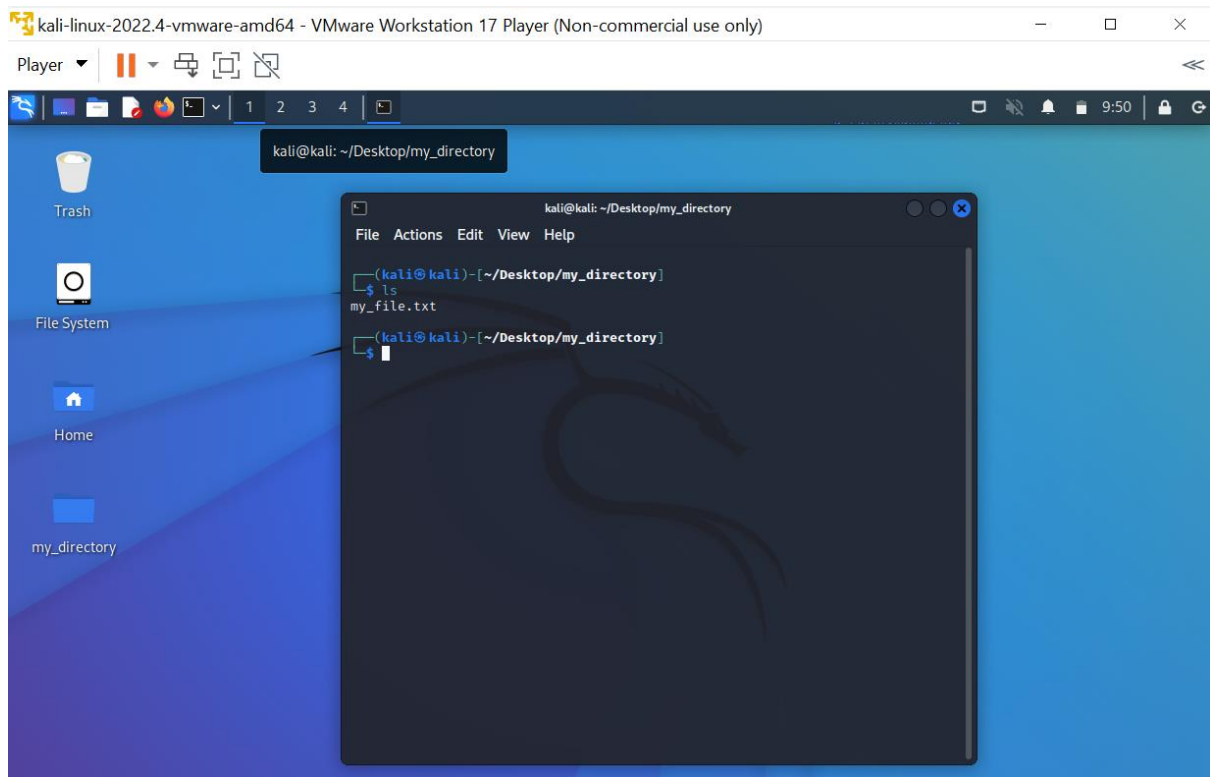 kali-linux-2022.4-vmware-amd64 - VMware Workstation 17 Player (Non-commercial use only)
Player
1 2 3 4 9:50
kali@kali: ~/Desktop/my_directory
Trash
File System
Home
my_directory
kali@kali: ~/Desktop/my_directory
File Actions Edit View Help
┌──(kali㉿kali)-[~/Desktop/my_directory]
└─$ ls
my_file.txt
┌──(kali㉿kali)-[~/Desktop/my_directory]
└─$